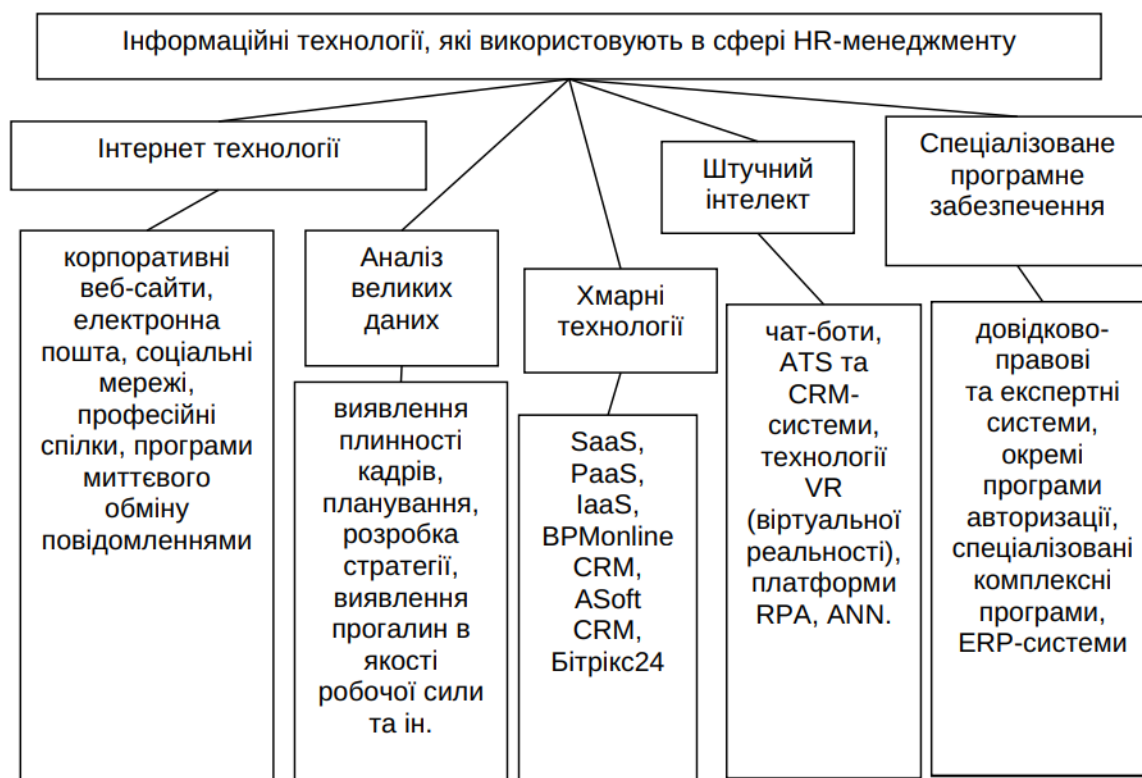 Інформаційні технології, які використовують в сфері HR-менеджменту
Інтернет технології
корпоративні
веб-сайти,
електронна
пошта, соціальні
мережі,
професійні
спілки, програми
миттєвого
обміну
повідомленнями
Аналіз
великих
даних
виявлення
плинності
кадрів,
планування,
розробка
стратегії,
виявлення
прогалин в
якості
робочої сили
та ін.
Хмарні
технології
SaaS,
PaaS,
IaaS,
BPMonline
CRM,
ASoft
CRM,
Бітрікс24
Штучний
інтелект
чат-боти,
ATS та
CRM-
системи,
технології
VR
(віртуальної
реальності),
платформи
RPA, ANN.
Спеціалізоване
програмне
забезпечення
довідково-
правові
та експертні
системи,
окремі
програми
авторизації,
спеціалізовані
комплексні
програми,
ERP-системи